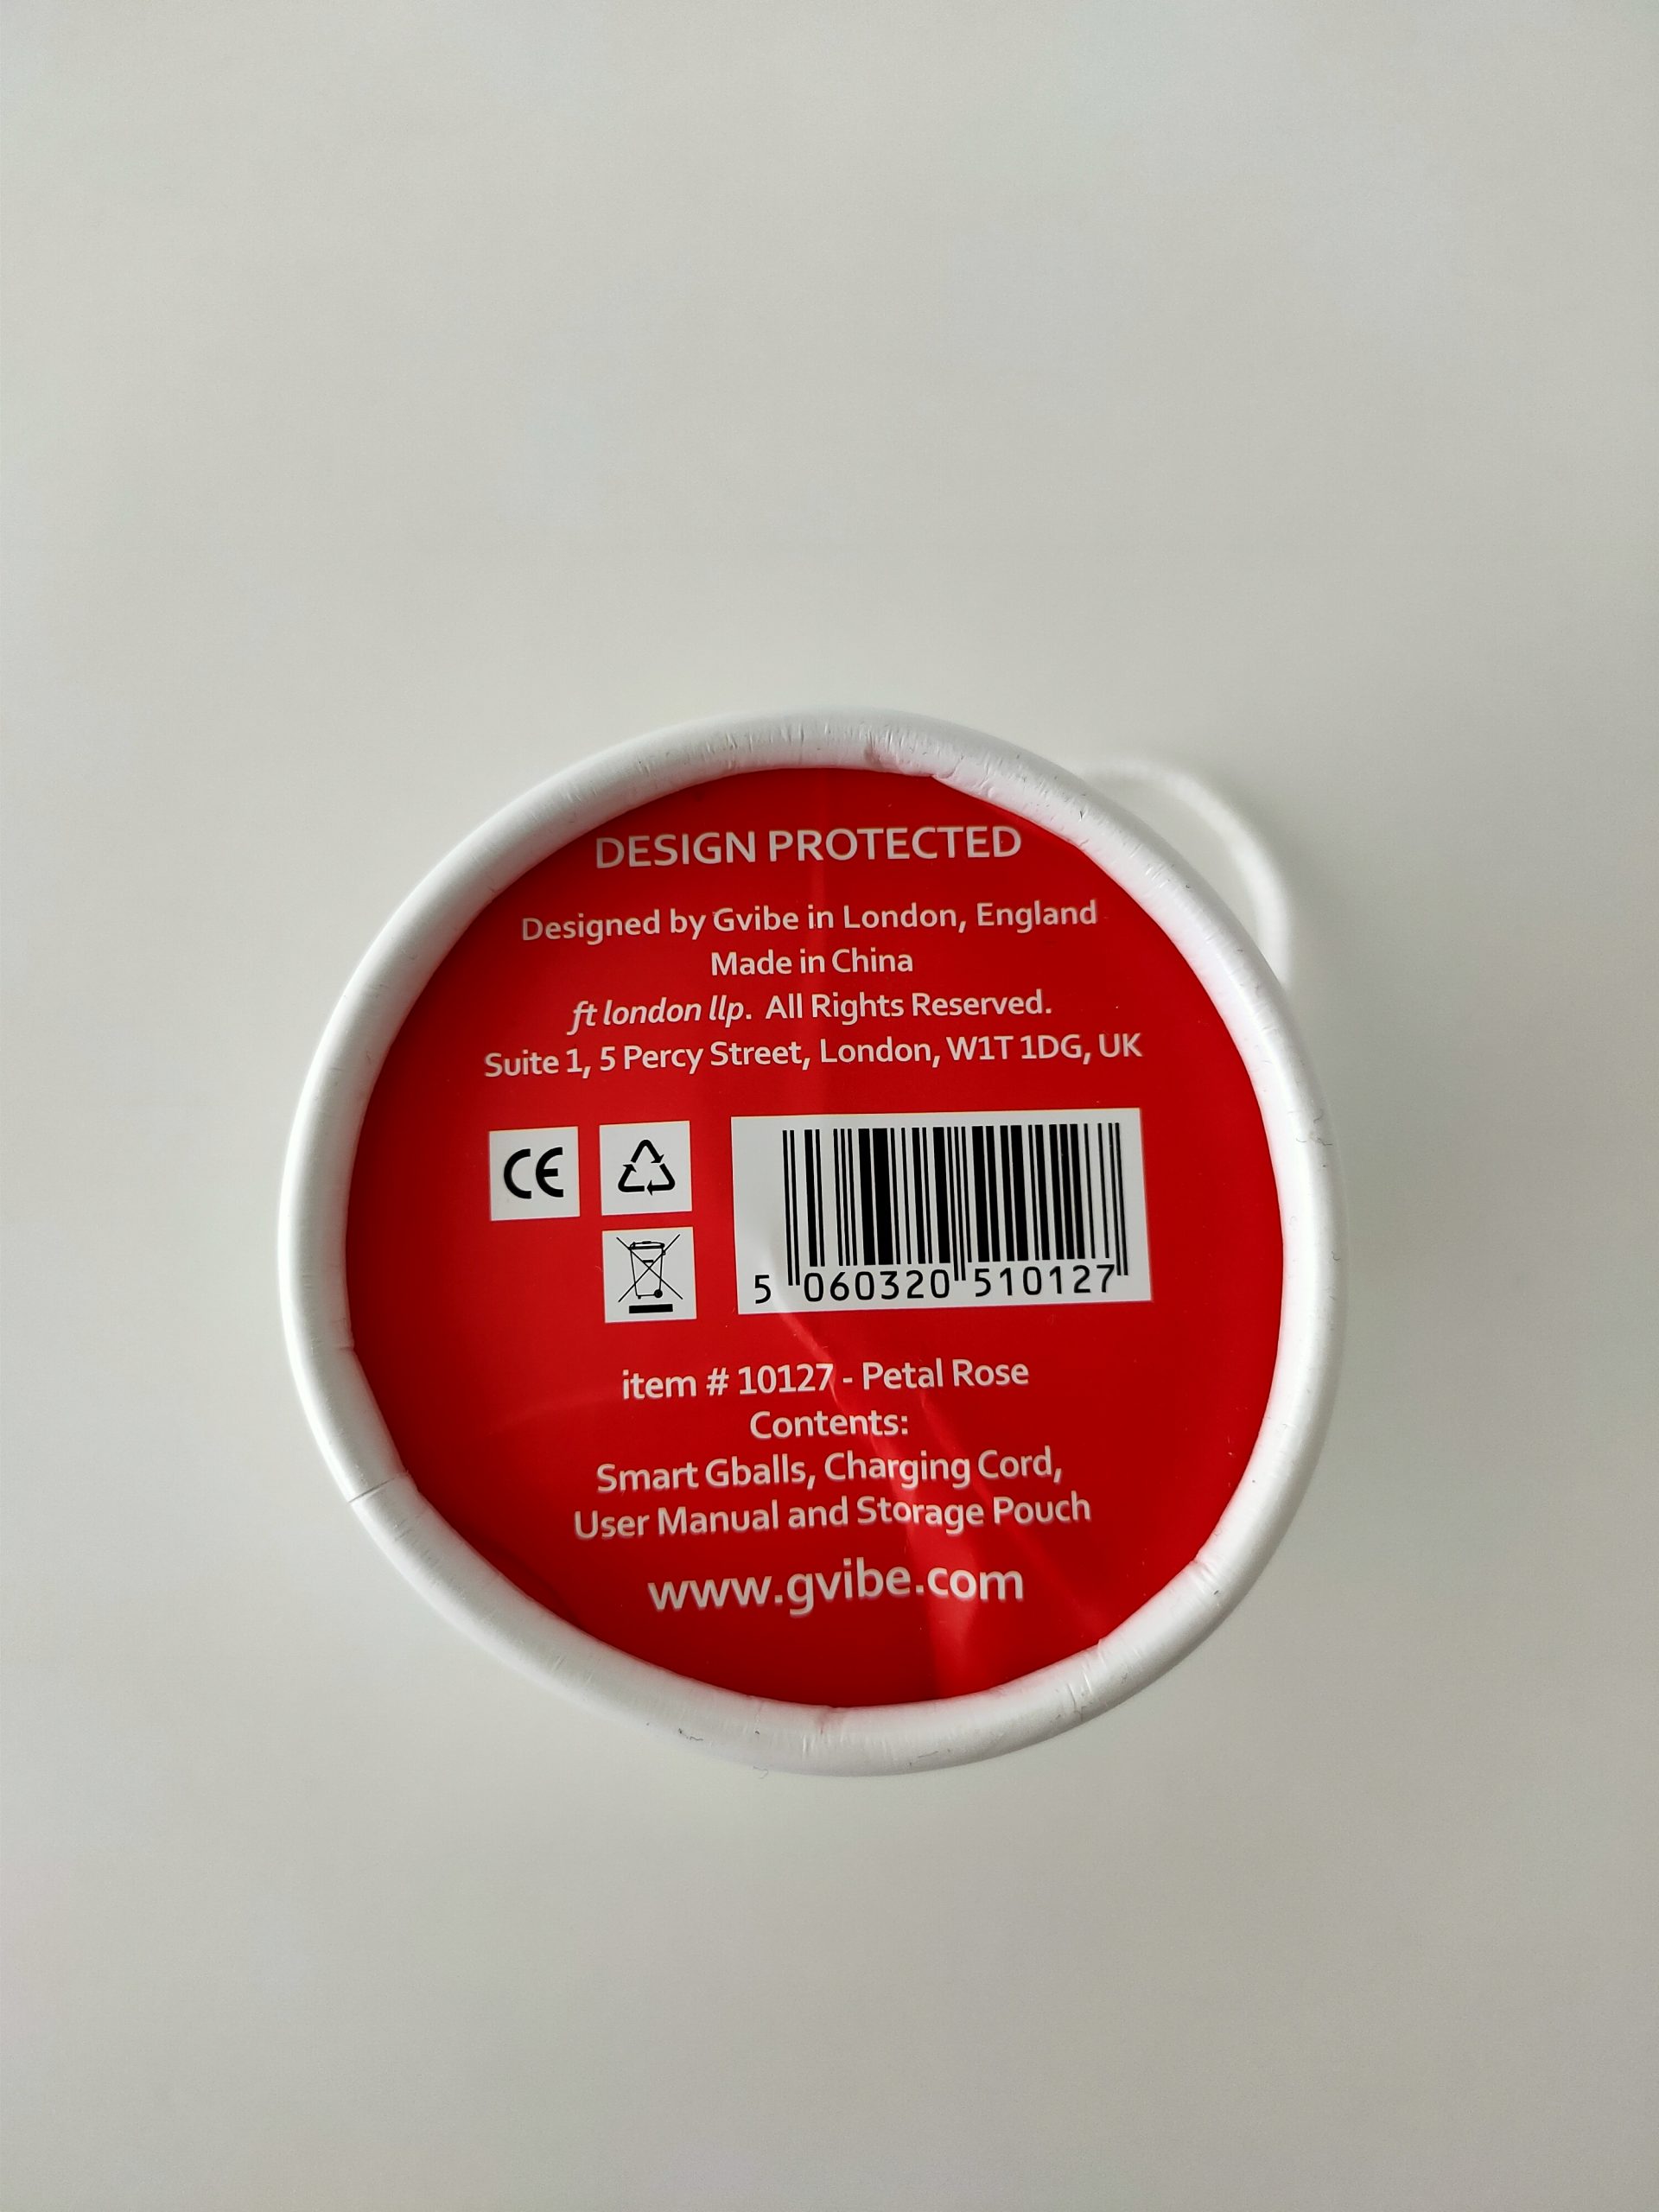 DESIGN PROTECTED
Designed by Gvibe in London, England
Made in China
ft london llp. All Rights Reserved.
Suite 1, 5 Percy Street, London, W1T 1DG, UK
CE
5 060320 510127
item # 10127 - Petal Rose
Contents:
Smart Gballs, Charging Cord,
User Manual and Storage Pouch
www.gvibe.com